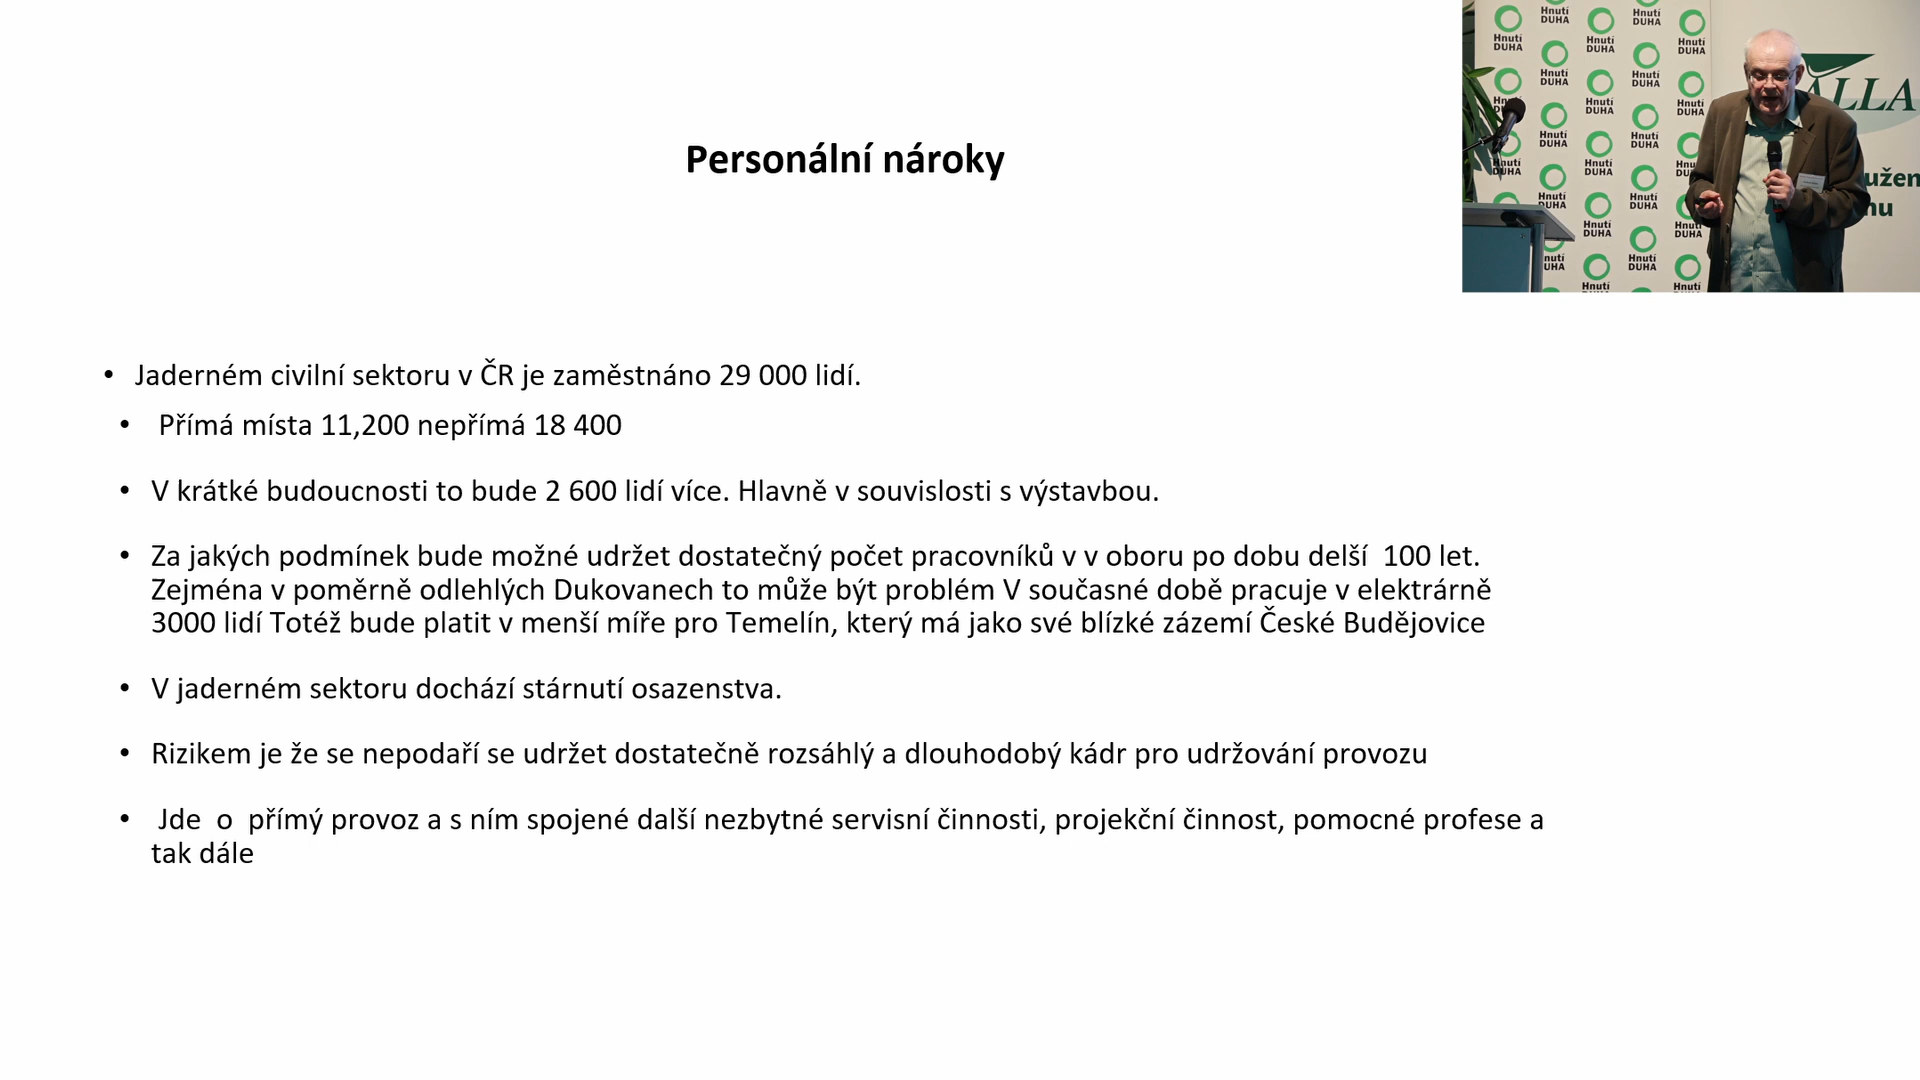 Personální nároky
• Jaderném civilní sektoru v ČR je zaměstnáno 29 000 lidí.
• Přímá místa 11,200 nepřímá 18 400
• V krátké budoucnosti to bude 2 600 lidí více. Hlavně v souvislosti s výstavbou.
• Za jakých podmínek bude možné udržet dostatečný počet pracovníků v v oboru po dobu delší  100 let.
Zejména v poměrně odlehlých Dukovanech to může být problém V současné době pracuje v elektrárně
3000 lidí Totéž bude platit v menší míře pro Temelín, který má jako své blízké zázemí České Budějovice
• V jaderném sektoru dochází stárnutí osazenstva.
• Rizikem je že se nepodaří se udržet dostatečně rozsáhlý a dlouhodobý kádr pro udržování provozu
• Jde  o  přímý provoz a s ním spojené další nezbytné servisní činnosti, projekční činnost, pomocné profese a
tak dále
Hnutí
DUHA
ALLA